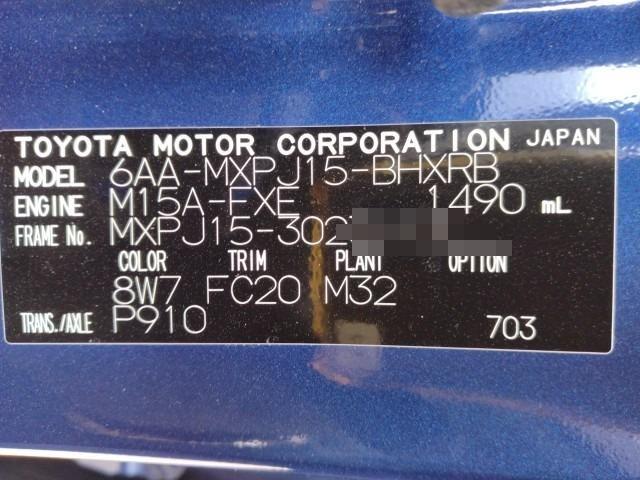 TOYOTA MOTOR CORPORATION JAPAN
MODEL 6AA-MXPJ15-BHXRB
ENGINE M15A-FXE 1490 mL
FRAME No. MXPJ15-302
COLOR TRIM PLANT OPTION
8W7 FC20 M32
TRANS./AXLE P910 703